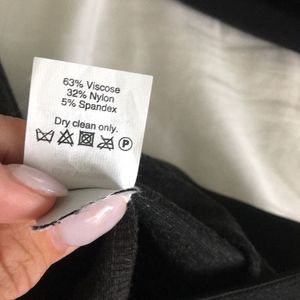 63% Viscose
32% Nylon
5% Spandex
Dry clean only.
P